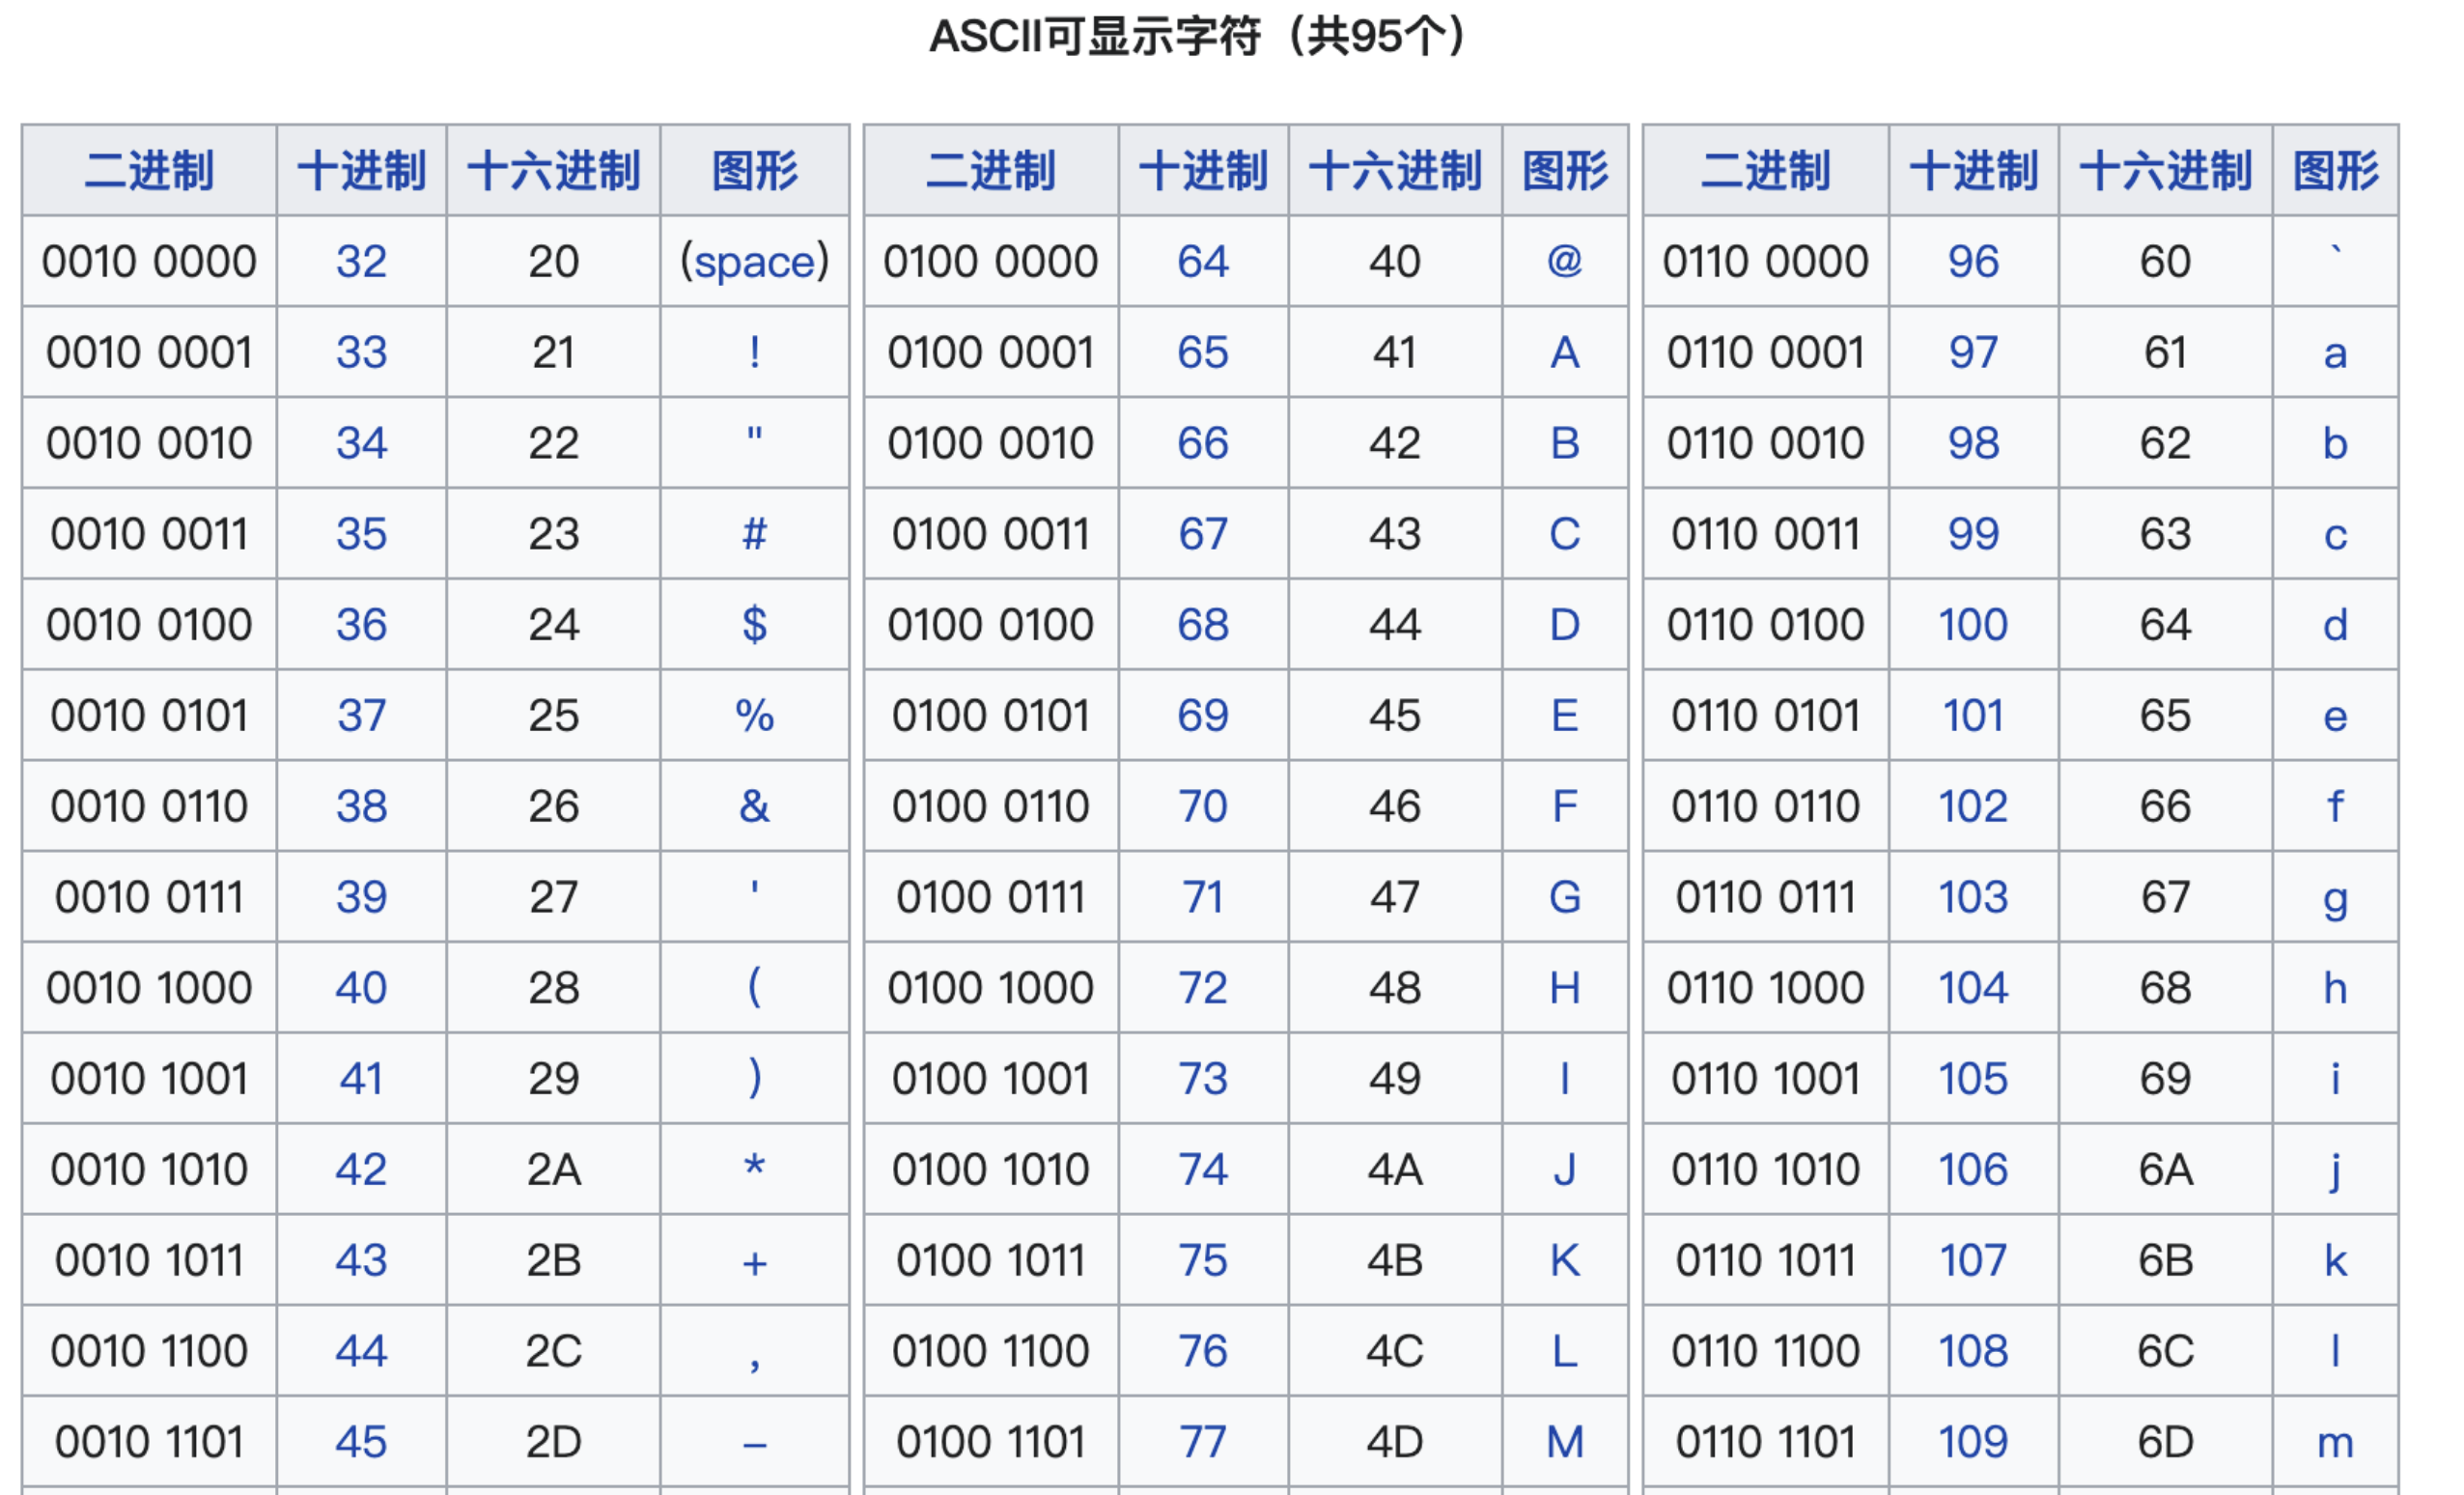 ASCII可显示字符（共95个）
二进制 十进制 十六进制 图形 二进制 十进制 十六进制 图形 二进制 十进制 十六进制 图形
0010 0000 32 20 (space) 0100 0000 64 40 @ 0110 0000 96 60 `
0010 0001 33 21 ! 0100 0001 65 41 A 0110 0001 97 61 a
0010 0010 34 22 " 0100 0010 66 42 B 0110 0010 98 62 b
0010 0011 35 23 # 0100 0011 67 43 C 0110 0011 99 63 c
0010 0100 36 24 $ 0100 0100 68 44 D 0110 0100 100 64 d
0010 0101 37 25 % 0100 0101 69 45 E 0110 0101 101 65 e
0010 0110 38 26 & 0100 0110 70 46 F 0110 0110 102 66 f
0010 0111 39 27 ' 0100 0111 71 47 G 0110 0111 103 67 g
0010 1000 40 28 ( 0100 1000 72 48 H 0110 1000 104 68 h
0010 1001 41 29 ) 0100 1001 73 49 I 0110 1001 105 69 i
0010 1010 42 2A * 0100 1010 74 4A J 0110 1010 106 6A j
0010 1011 43 2B + 0100 1011 75 4B K 0110 1011 107 6B k
0010 1100 44 2C , 0100 1100 76 4C L 0110 1100 108 6C l
0010 1101 45 2D – 0100 1101 77 4D M 0110 1101 109 6D m